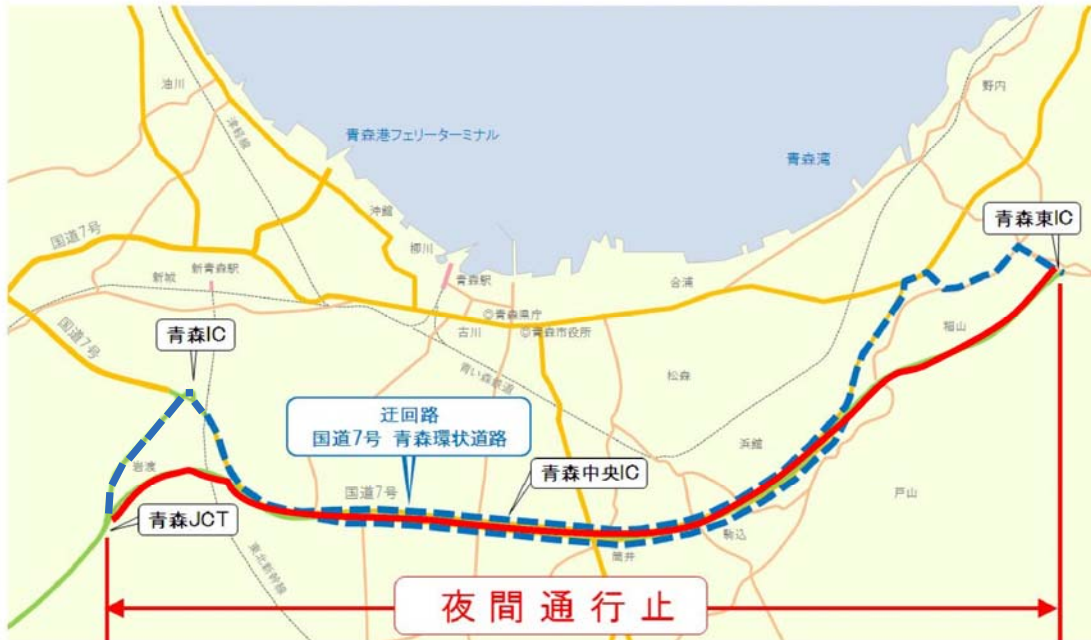 油川
野内
津軽線
青森港フェリーターミナル
青森湾
沖館
青森東IC
国道7号
柳川
新城
新青森駅
青森駅
合浦
◎青森県庁
古川
◎青森市役所
稲山
国道7号
青森IC
青い森鉄道
松森
迂回路
国道7号 青森環状道路
浜館
岩渡
国道7号
青森中央IC
戸山
青森JCT
駒込
筒井
東北新幹線
夜間通行止